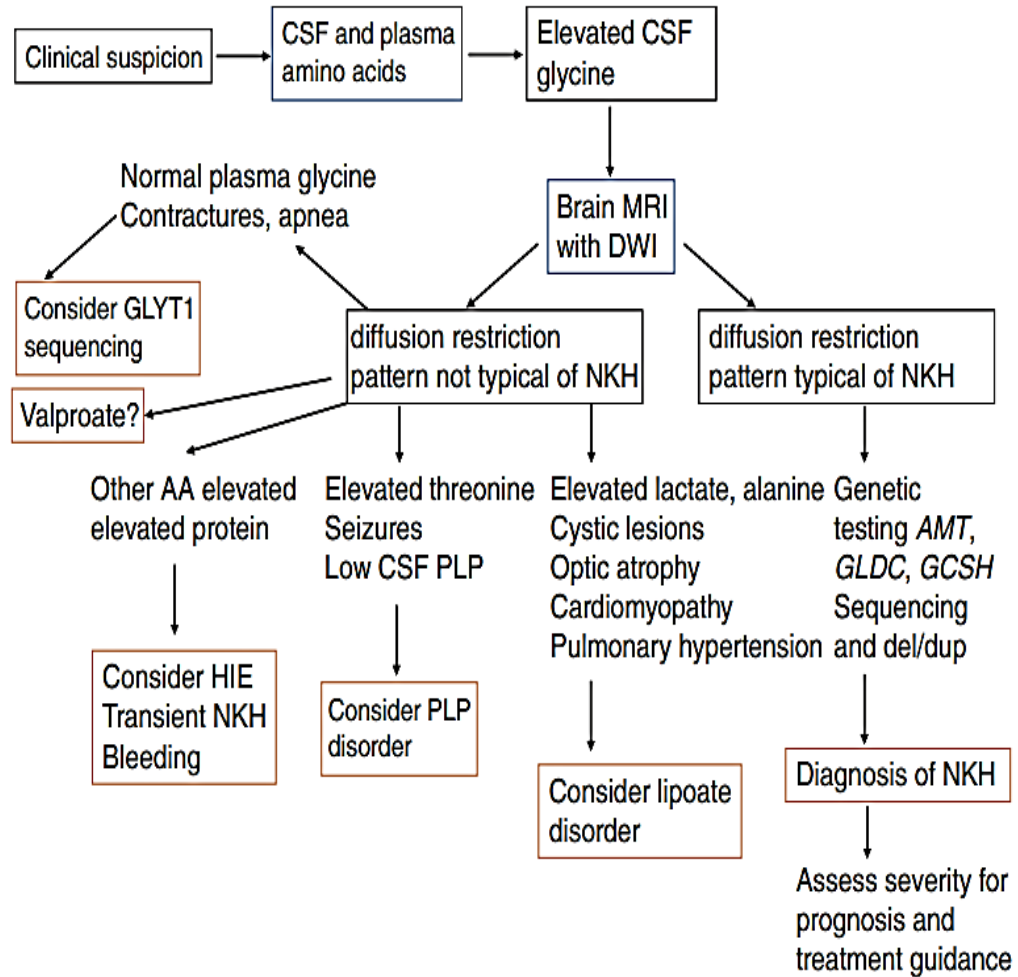 Clinical suspicion
CSF and plasma
amino acids
Elevated CSF
glycine
Brain MRI
with DWI
Normal plasma glycine
Contractures, apnea
Consider GLYT1
sequencing
diffusion restriction
pattern not typical of NKH
diffusion restriction
pattern typical of NKH
Valproate?
Other AA elevated
elevated protein
Consider HIE
Transient NKH
Bleeding
Elevated threonine
Seizures
Low CSF PLP
Consider PLP
disorder
Elevated lactate, alanine
Cystic lesions
Optic atrophy
Cardiomyopathy
Pulmonary hypertension
Consider lipoate
disorder
Genetic
testing AMT,
GLDC, GCSH
Sequencing
and del/dup
Diagnosis of NKH
Assess severity for
prognosis and
treatment guidance